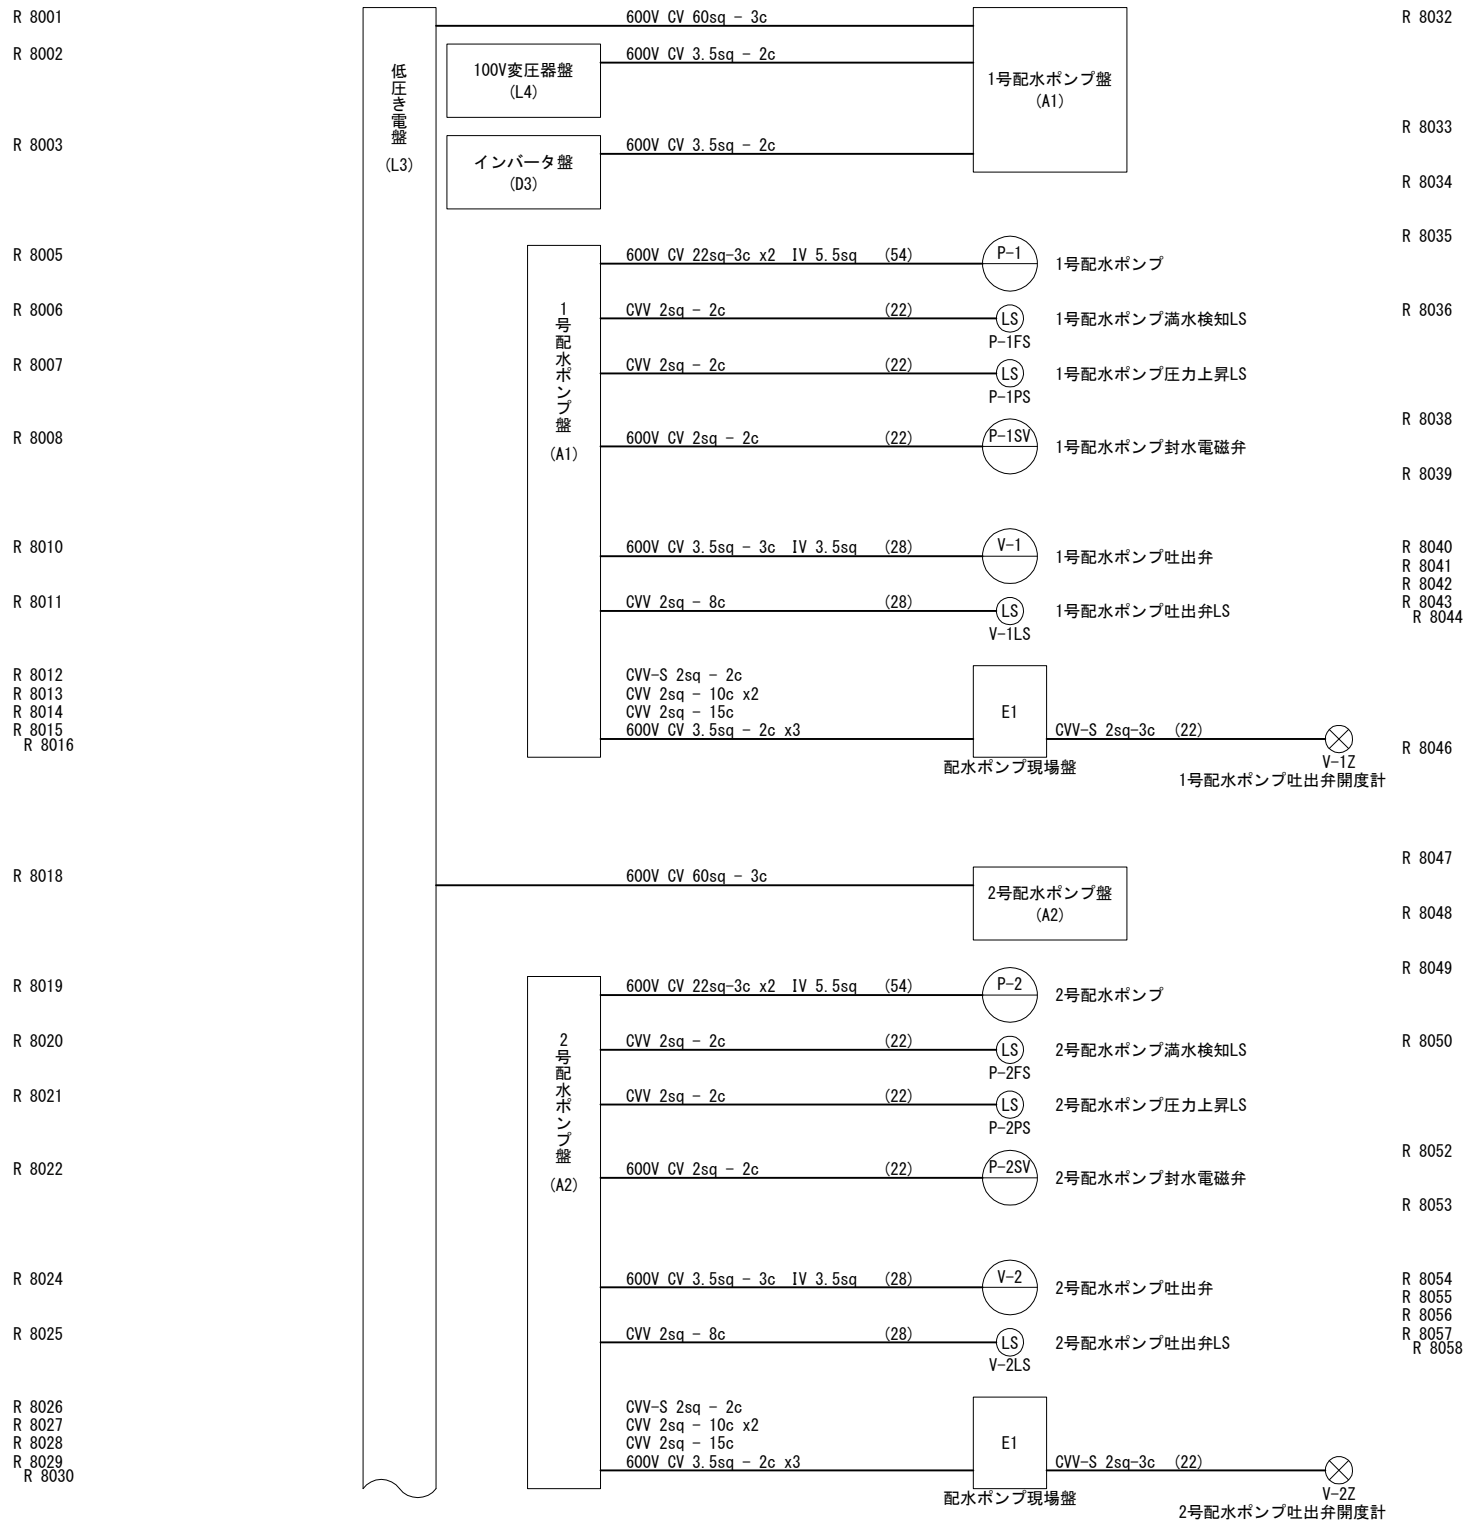 R 8001
600V CV 60sq - 3c
R 8032
R 8002
低圧き電盤
(L3)
100V変圧器盤
(L4)
600V CV 3.5sq - 2c
1号配水ポンプ盤
(A1)
R 8033
R 8003
インバータ盤
(D3)
600V CV 3.5sq - 2c
R 8034
R 8035
R 8005
1号配水ポンプ盤
(A1)
600V CV 22sq-3c x2 IV 5.5sq (54)
P-1
1号配水ポンプ
R 8006
CVV 2sq - 2c (22)
LS
P-1FS
1号配水ポンプ満水検知LS
R 8036
R 8007
CVV 2sq - 2c (22)
LS
P-1PS
1号配水ポンプ圧力上昇LS
R 8038
R 8008
600V CV 2sq - 2c (22)
P-1SV
1号配水ポンプ封水電磁弁
R 8039
R 8010
600V CV 3.5sq - 3c IV 3.5sq (28)
V-1
1号配水ポンプ吐出弁
R 8040
R 8041
R 8042
R 8043
R 8044
R 8011
CVV 2sq - 8c (28)
LS
V-1LS
1号配水ポンプ吐出弁LS
R 8012
R 8013
R 8014
R 8015
R 8016
CVV-S 2sq - 2c
CVV 2sq - 10c x2
CVV 2sq - 15c
600V CV 3.5sq - 2c x3
E1
配水ポンプ現場盤
CVV-S 2sq-3c (22)
V-1Z
1号配水ポンプ吐出弁開度計
R 8046
R 8047
R 8018
600V CV 60sq - 3c
2号配水ポンプ盤
(A2)
R 8048
R 8049
R 8019
2号配水ポンプ盤
(A2)
600V CV 22sq-3c x2 IV 5.5sq (54)
P-2
2号配水ポンプ
R 8020
CVV 2sq - 2c (22)
LS
P-2FS
2号配水ポンプ満水検知LS
R 8050
R 8021
CVV 2sq - 2c (22)
LS
P-2PS
2号配水ポンプ圧力上昇LS
R 8052
R 8022
600V CV 2sq - 2c (22)
P-2SV
2号配水ポンプ封水電磁弁
R 8053
R 8024
600V CV 3.5sq - 3c IV 3.5sq (28)
V-2
2号配水ポンプ吐出弁
R 8054
R 8055
R 8056
R 8057
R 8058
R 8025
CVV 2sq - 8c (28)
LS
V-2LS
2号配水ポンプ吐出弁LS
R 8026
R 8027
R 8028
R 8029
R 8030
CVV-S 2sq - 2c
CVV 2sq - 10c x2
CVV 2sq - 15c
600V CV 3.5sq - 2c x3
E1
配水ポンプ現場盤
CVV-S 2sq-3c (22)
V-2Z
2号配水ポンプ吐出弁開度計